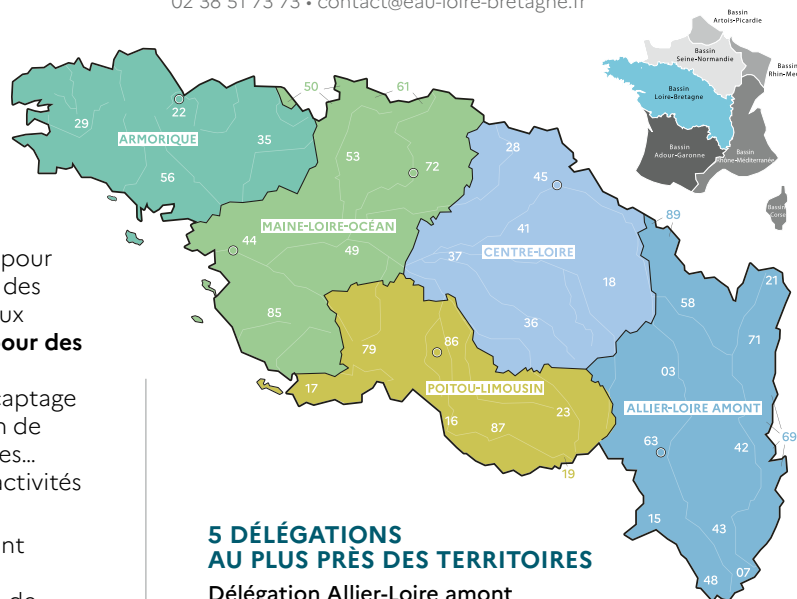 02 38 51 73 73 • contact@eau-loire-bretagne.fr
Bassin
Artois-Picardie
Bassin
Seine-Normandie
Bassin
Bassin
Loire-Bretagne
Bassin
Adour-Garonne
Bassin
Rhône-Méditerranée
Bassin
Corse
50
61
29
22
ARMORIQUE
35
56
53
72
28
45
44
MAINE-LOIRE-OCÉAN
49
41
37
CENTRE-LOIRE
18
36
89
85
79
86
17
POITOU-LIMOUSIN
16
87
23
19
58
21
71
03
ALLIER-LOIRE AMONT
63
42
69
15
43
48
07
pour
des
ux
our des
captage
n de
es...
activités
nt
de
5 DÉLÉGATIONS
AU PLUS PRÈS DES TERRITOIRES
Délégation Allier-Loire amont